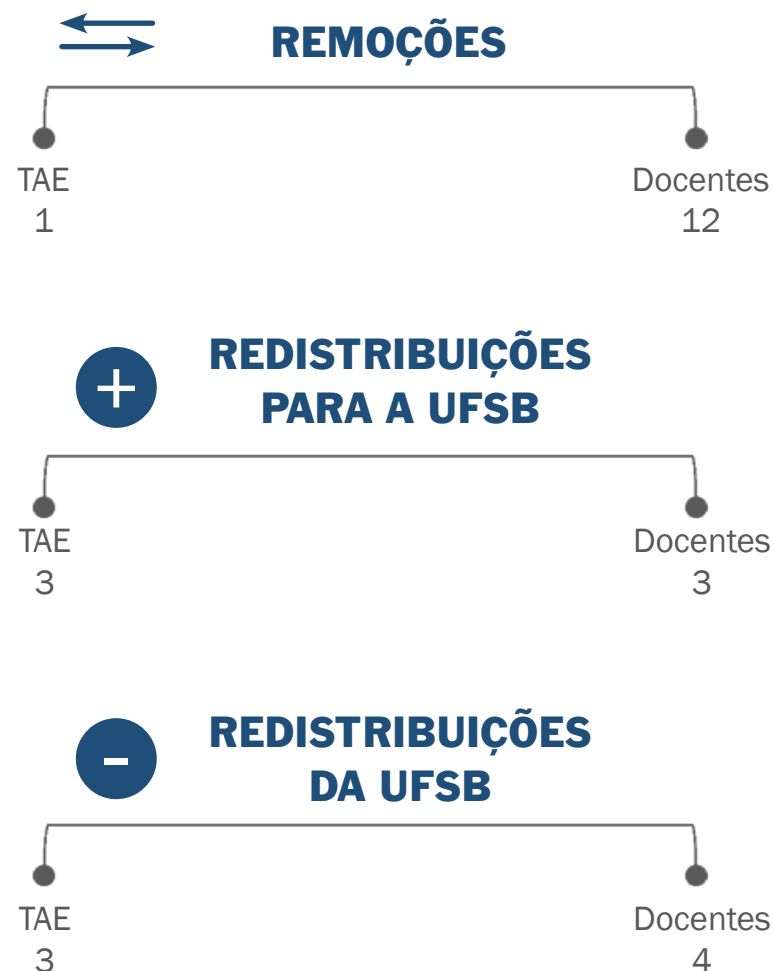 REMOÇÕES
TAE
1
Docentes
12
+
REDISTRIBUIÇÕES
PARA A UFSB
TAE
3
Docentes
3
-
REDISTRIBUIÇÕES
DA UFSB
TAE
3
Docentes
4